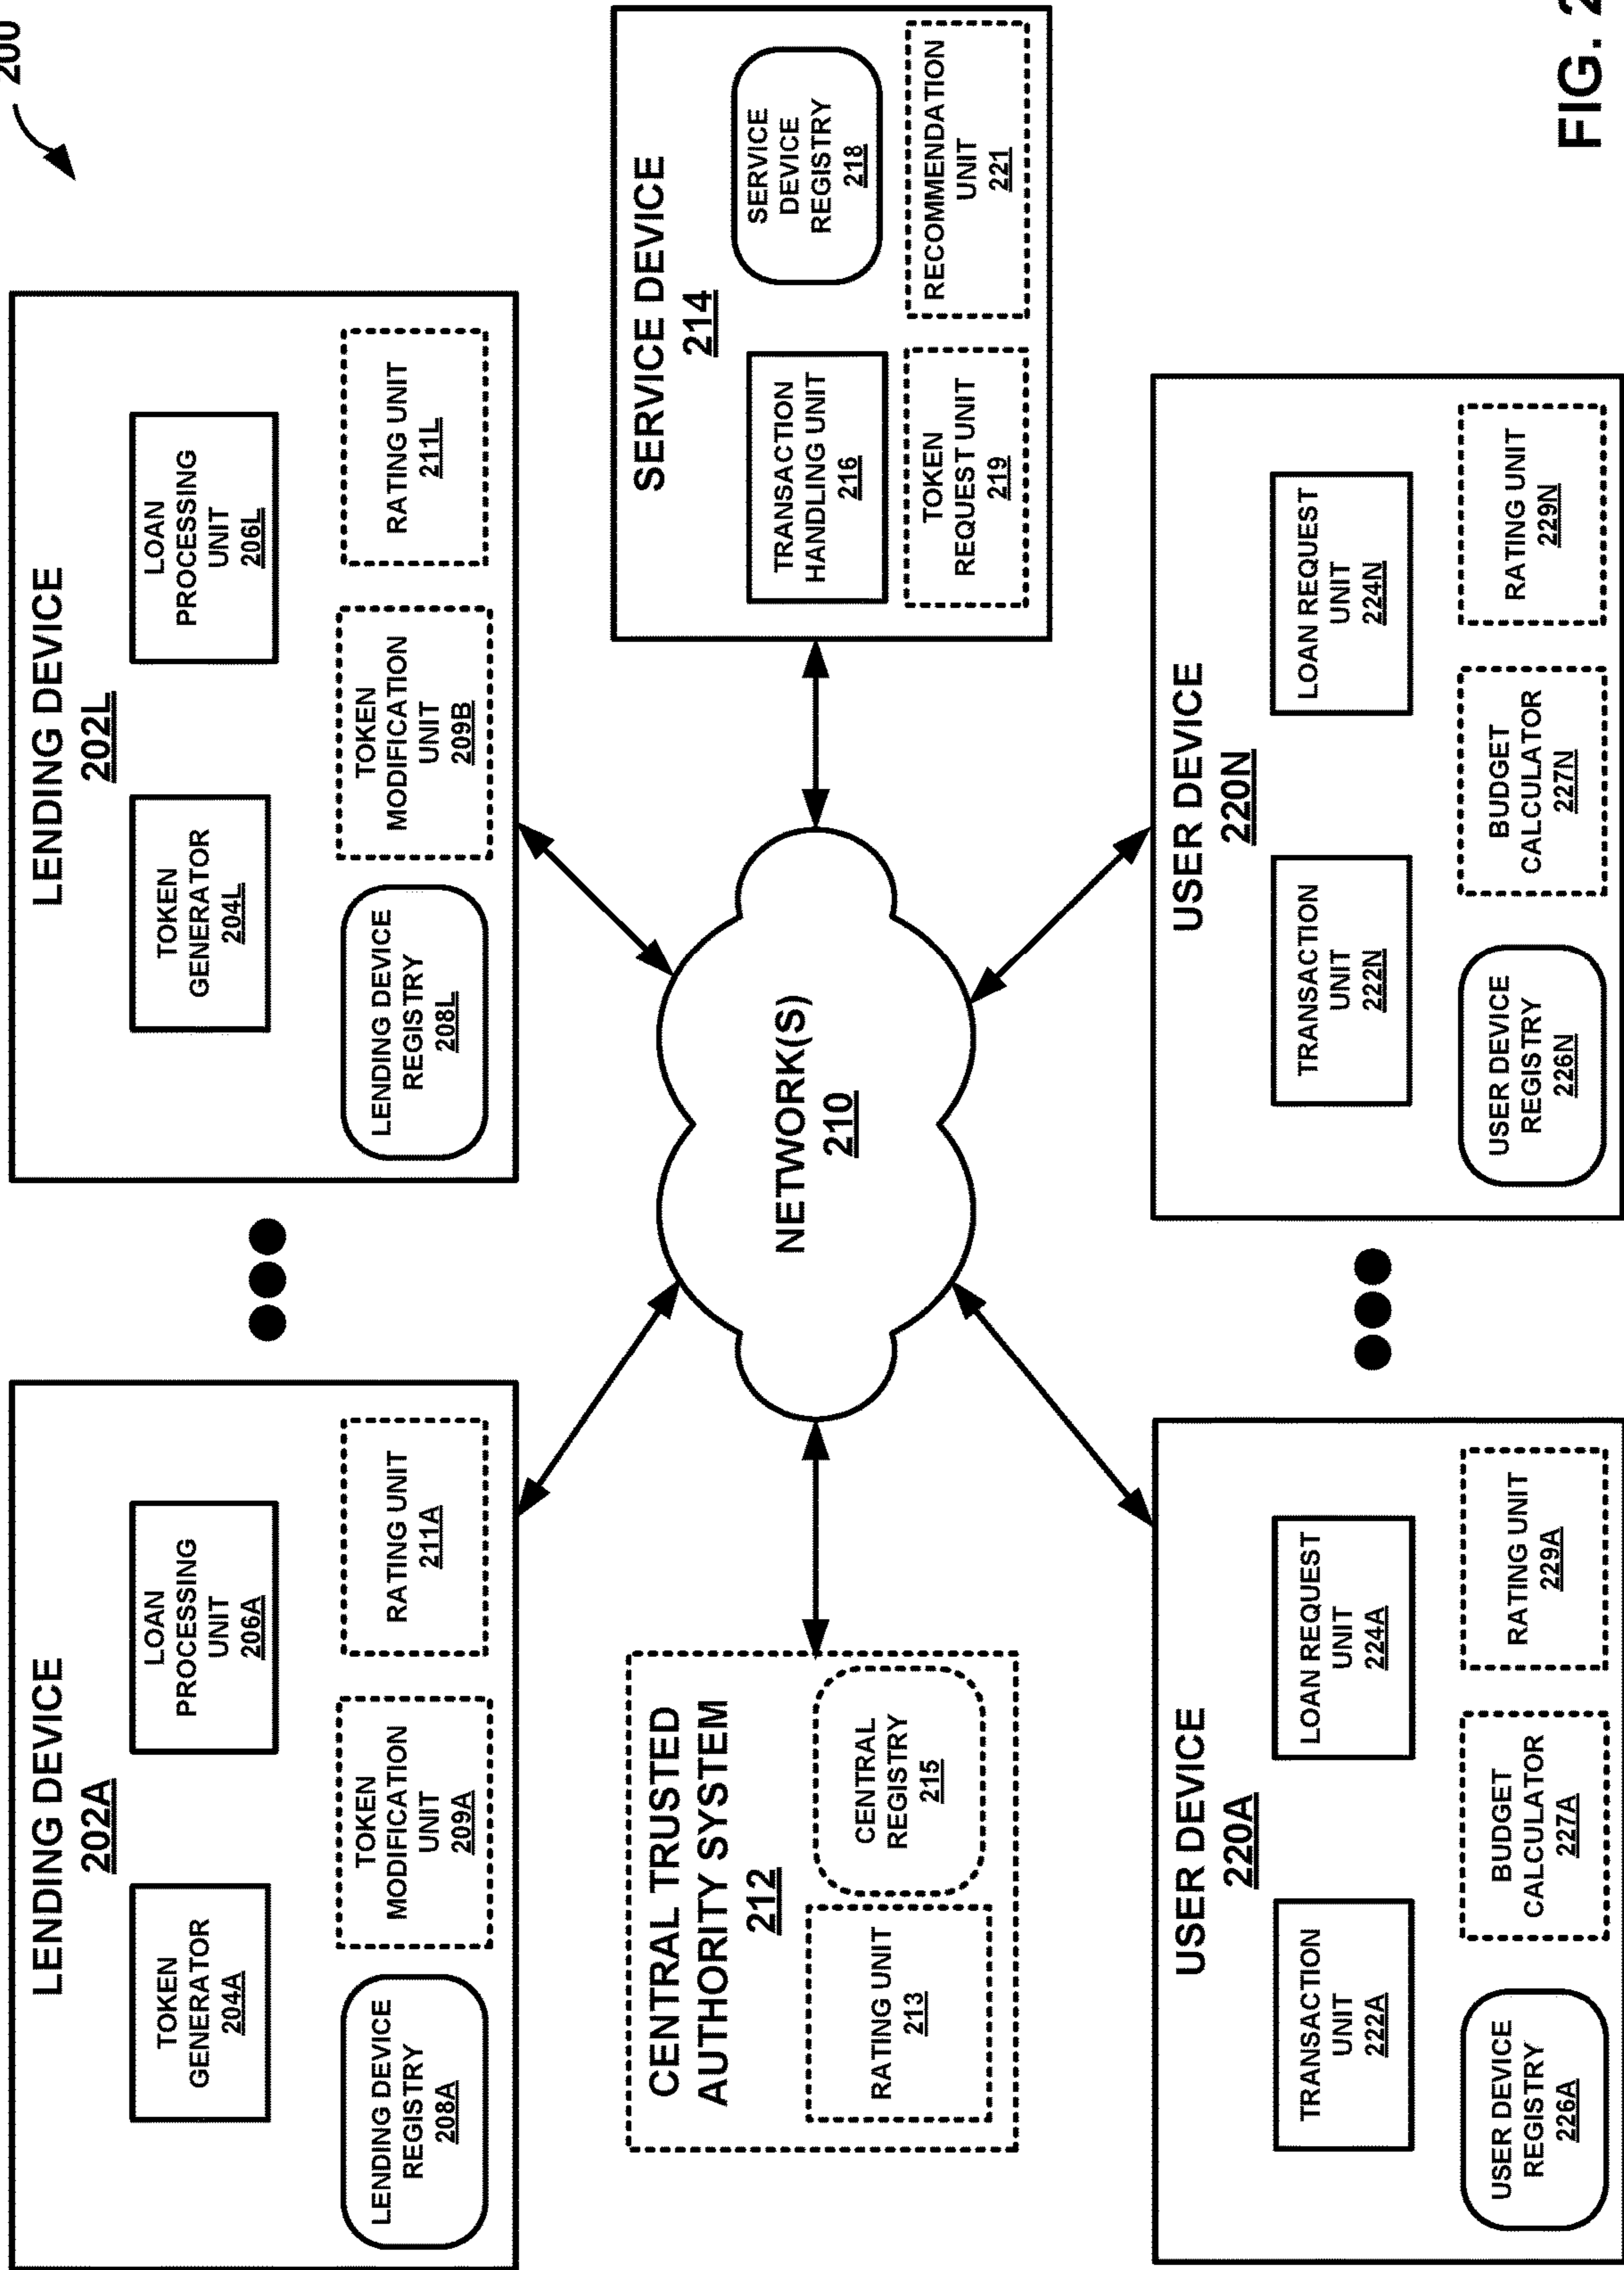 200
LENDING DEVICE
202A
TOKEN
GENERATOR
204A
LOAN
PROCESSING
UNIT
206A
LENDING DEVICE
REGISTRY
208A
TOKEN
MODIFICATION
UNIT
209A
RATING UNIT
211A
LENDING DEVICE
202L
TOKEN
GENERATOR
204L
LOAN
PROCESSING
UNIT
206L
LENDING DEVICE
REGISTRY
208L
TOKEN
MODIFICATION
UNIT
209B
RATING UNIT
211L
CENTRAL TRUSTED
AUTHORITY SYSTEM
212
RATING UNIT
213
CENTRAL
REGISTRY
215
NETWORK(S)
210
SERVICE DEVICE
214
TRANSACTION
HANDLING UNIT
216
SERVICE
DEVICE
REGISTRY
218
TOKEN
REQUEST UNIT
219
RECOMMENDATION
UNIT
221
USER DEVICE
220A
TRANSACTION
UNIT
222A
LOAN REQUEST
UNIT
224A
USER DEVICE
REGISTRY
226A
BUDGET
CALCULATOR
227A
RATING UNIT
229A
USER DEVICE
220N
TRANSACTION
UNIT
222N
LOAN REQUEST
UNIT
224N
USER DEVICE
REGISTRY
226N
BUDGET
CALCULATOR
227N
RATING UNIT
229N
FIG. 2